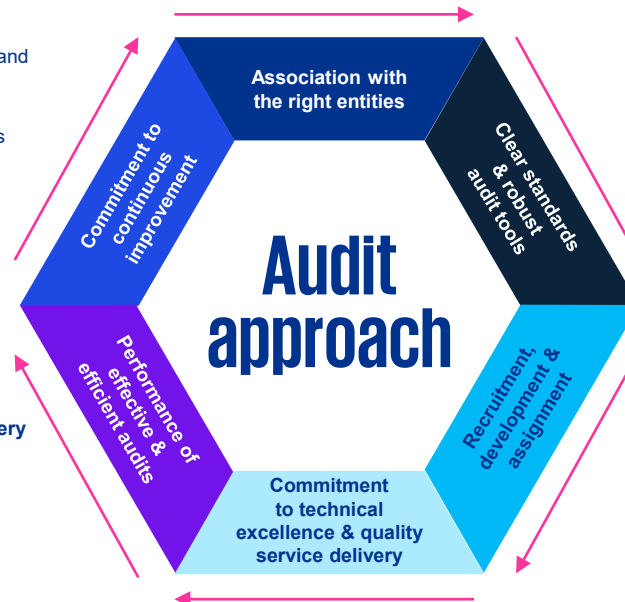 and
s
ery
Association with
the right entities
Clear standards
& robust
audit tools
Recruitment,
development &
assignment
Commitment
to technical
excellence & quality
service delivery
Performance of
effective &
efficient audits
Commitment to
continuous
improvement
Audit
approach